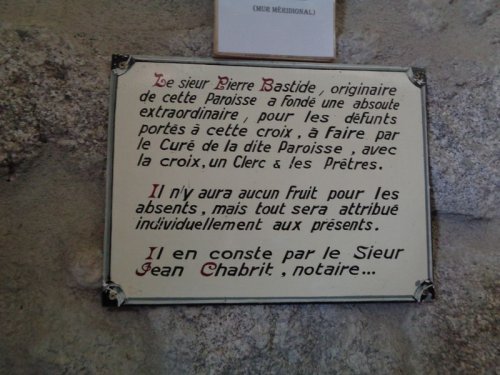 (MUR MÉRIDIONAL)
Le sieur Pierre Bastide, originaire
de cette Paroisse a fondé une absoute
extraordinaire, pour les défunts
portés à cette croix, à faire par
le Curé de la dite Paroisse, avec
la croix, un Clerc & les Prêtres.
Il n'y aura aucun fruit pour les
absents, mais tout sera attribué
individuellement aux présents.
Il en conste par le Sieur
Jean Chabrit, notaire...